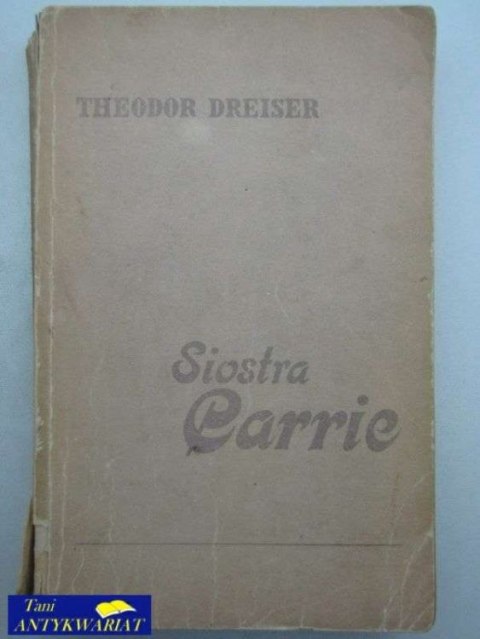 THEODOR DREISER
Siostra
Carrie
Tani
ANTYKWARIAT